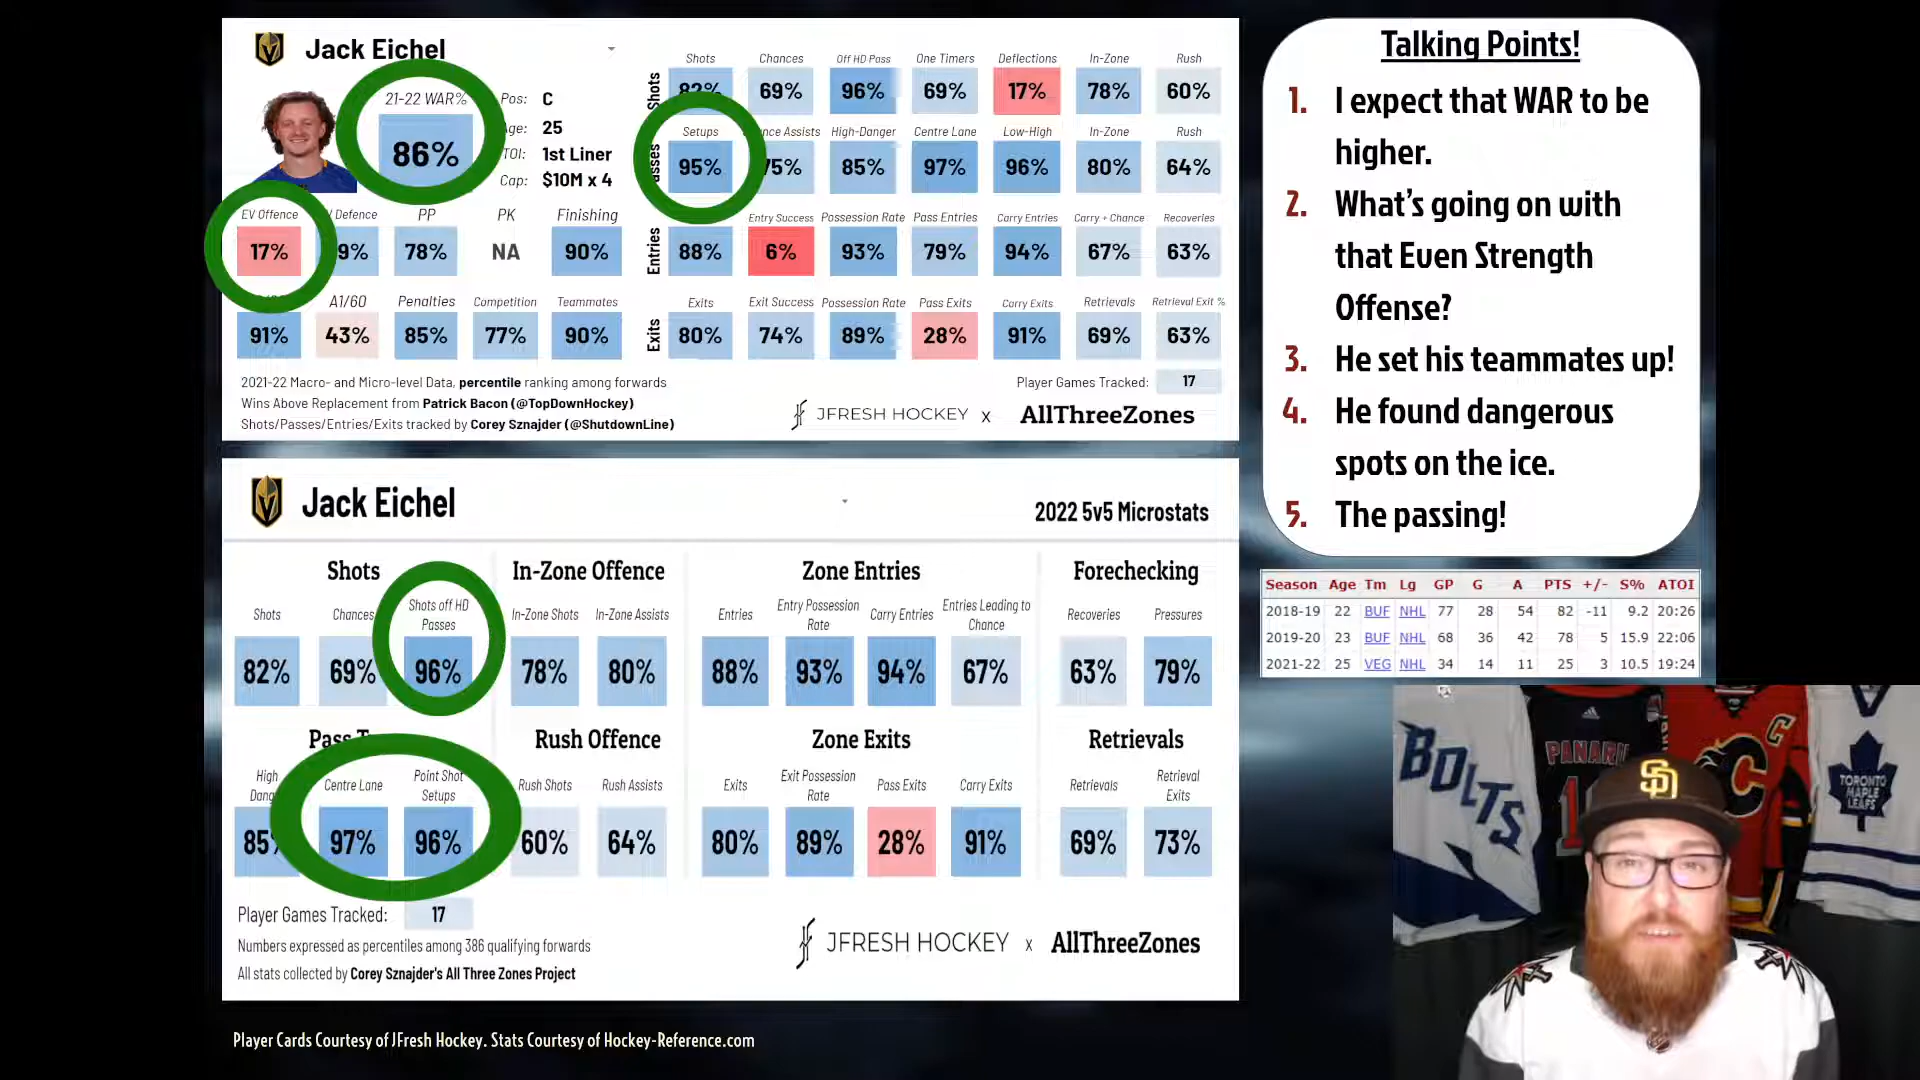 Jack Eichel
21-22 WAR%
86%
Pos: C
Age: 25
TOI: 1st Liner
Cap: $10M x 4
EV Offence Defence PP PK Finishing
17% 9% 78% NA 90%
A1/60 Penalties Competition Teammates
91% 43% 85% 77% 90%
Shots
Shots Chances Off HD Pass One Timers Deflections In-Zone Rush
82% 69% 96% 69% 17% 78% 60%
Passes
Setups Chance Assists High-Danger Centre Lane Low-High In-Zone Rush
95% 75% 85% 97% 96% 80% 64%
Entries
Entry Success Possession Rate Pass Entries Carry Entries Carry + Chance Recoveries
88% 6% 93% 79% 94% 67% 63%
Exits
Exits Exit Success Possession Rate Pass Exits Carry Exits Retrievals Retrieval Exit %
80% 74% 89% 28% 91% 69% 63%
2021-22 Macro- and Micro-level Data, percentile ranking among forwards
Wins Above Replacement from Patrick Bacon (@TopDownHockey)
Shots/Passes/Entries/Exits tracked by Corey Sznajder (@ShutdownLine)
Player Games Tracked: 17
JFRESH HOCKEY x AllThreeZones
Jack Eichel
2022 5v5 Microstats
Shots In-Zone Offence Zone Entries Forechecking
Shots Chances Shots off HD Passes In-Zone Shots In-Zone Assists Entries Entry Possession Rate Carry Entries Entries Leading to Chance Recoveries Pressures
82% 69% 96% 78% 80% 88% 93% 94% 67% 63% 79%
Pass Rush Offence Zone Exits Retrievals
High Centre Lane Point Shot Setups Rush Shots Rush Assists Exits Exit Possession Rate Pass Exits Carry Exits Retrievals Retrieval Exits
85% 97% 96% 60% 64% 80% 89% 28% 91% 69% 73%
Player Games Tracked: 17
Numbers expressed as percentiles among 386 qualifying forwards
All stats collected by Corey Sznajder's All Three Zones Project
JFRESH HOCKEY x AllThreeZones
Player Cards Courtesy of JFresh Hockey. Stats Courtesy of Hockey-Reference.com
Talking Points!
1. I expect that WAR to be
higher.
2. What's going on with
that Even Strength
Offense?
3. He set his teammates up!
4. He found dangerous
spots on the ice.
5. The passing!
Season Age Tm Lg GP G A PTS +/- S% ATOI
2018-19 22 BUF NHL 77 28 54 82 -11 9.2 20:26
2019-20 23 BUF NHL 68 36 42 78 5 15.9 22:06
2021-22 25 VEG NHL 34 14 11 25 3 10.5 19:24
BOLTS
PANARI
1
C
TORONTO
MAPLE
LEAFS
SD